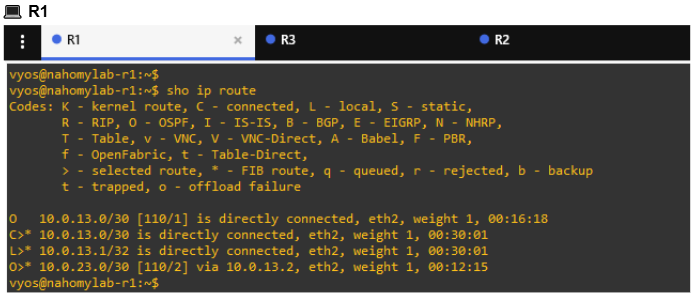 R1
R1 × R3 R2
vyos@nahomylab-r1:~$
vyos@nahomylab-r1:~$ sho ip route
Codes: K - kernel route, C - connected, L - local, S - static,
R - RIP, O - OSPF, I - IS-IS, B - BGP, E - EIGRP, N - NHRP,
T - Table, v - VNC, V - VNC-Direct, A - Babel, F - PBR,
f - OpenFabric, t - Table-Direct,
> - selected route, * - FIB route, q - queued, r - rejected, b - backup
t - trapped, o - offload failure
O 10.0.13.0/30 [110/1] is directly connected, eth2, weight 1, 00:16:18
C>* 10.0.13.0/30 is directly connected, eth2, weight 1, 00:30:01
L>* 10.0.13.1/32 is directly connected, eth2, weight 1, 00:30:01
O>* 10.0.23.0/30 [110/2] via 10.0.13.2, eth2, weight 1, 00:12:15
vyos@nahomylab-r1:~$